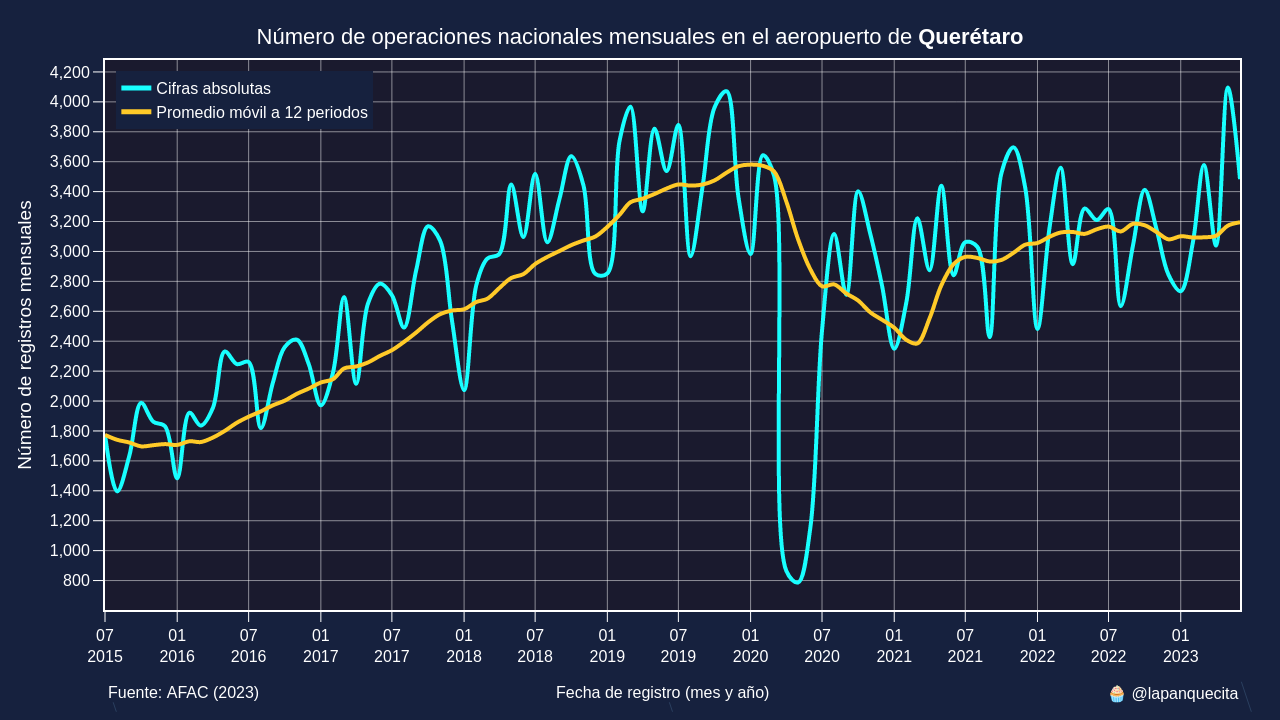 Número de operaciones nacionales mensuales en el aeropuerto de Querétaro
Cifras absolutas
Promedio móvil a 12 periodos
Número de registros mensuales
4,200
4,000
3,800
3,600
3,400
3,200
3,000
2,800
2,600
2,400
2,200
2,000
1,800
1,600
1,400
1,200
1,000
800
07 01 07 01 07 01 07 01 07 01 07 01 07 01 07 01
2015 2016 2016 2017 2017 2018 2018 2019 2019 2020 2020 2021 2021 2022 2022 2023
Fuente: AFAC (2023) Fecha de registro (mes y año) 🧁 @lapanquecita